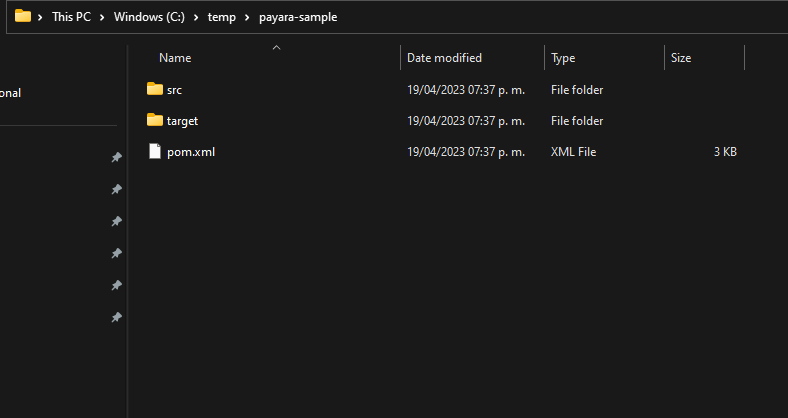 This PC > Windows (C:) > temp > payara-sample
Name Date modified Type Size
src 19/04/2023 07:37 p. m. File folder
onal
target 19/04/2023 07:37 p. m. File folder
pom.xml 19/04/2023 07:37 p. m. XML File 3 KB